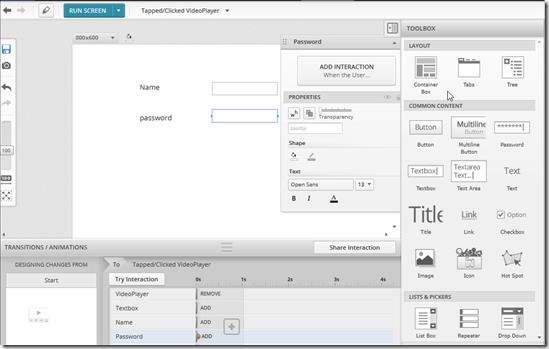 RUN SCREEN
Tapped/Clicked VideoPlayer
800x600
Name
password
Password
ADD INTERACTION
When the User...
PROPERTIES
Transparency
tooltip
Shape
Text
Open Sans
13
B I A
TOOLBOX
LAYOUT
Container Box
Tabs
Tree
COMMON CONTENT
Button
Button
Multiline
Button
Multiline Button
*******|
Password
Textbox|
Textbox
Textarea
Text...|
Text Area
Text
Text
Title
Title
Link
Link
Option
Checkbox
Image
Icon
Hot Spot
LISTS & PICKERS
List Box
Repeater
Drop Down
100
TRANSITIONS / ANIMATIONS
Share Interaction
DESIGNING CHANGES FROM
To
Tapped/Clicked VideoPlayer
Start
Try Interaction
0s
1s
2s
3s
4s
VideoPlayer
REMOVE
Textbox
ADD
Name
ADD
Password
ADD